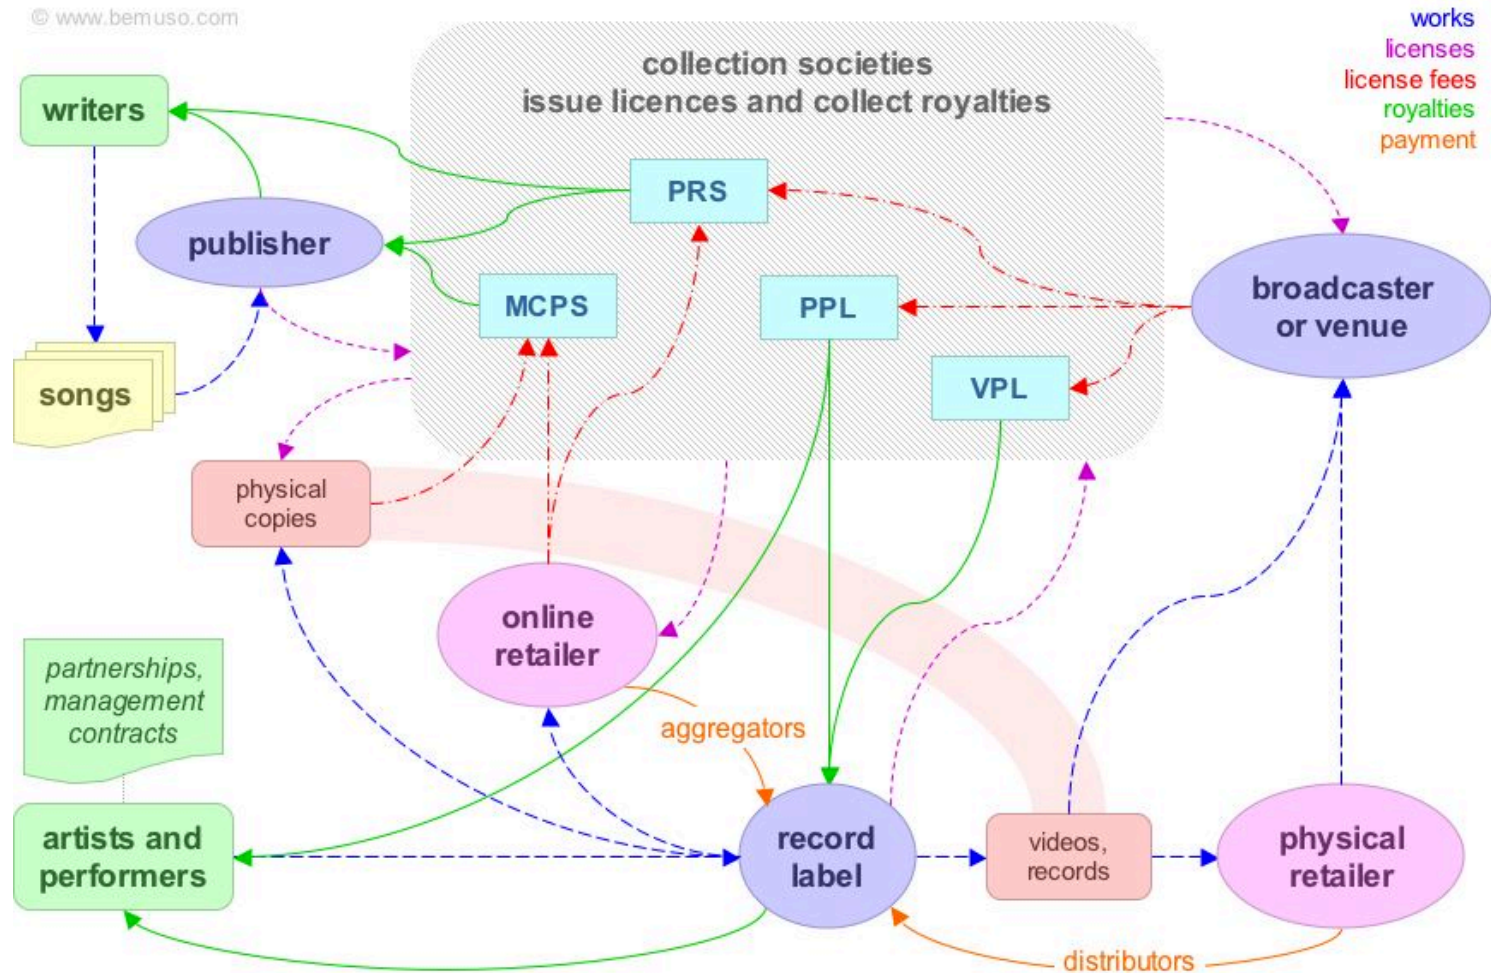 © www.bemuso.com
works
licenses
license fees
royalties
payment
collection societies
issue licences and collect royalties
writers
PRS
publisher
MCPS
PPL
VPL
broadcaster
or venue
songs
physical
copies
online
retailer
partnerships,
management
contracts
aggregators
artists and
performers
record
label
videos,
records
physical
retailer
distributors